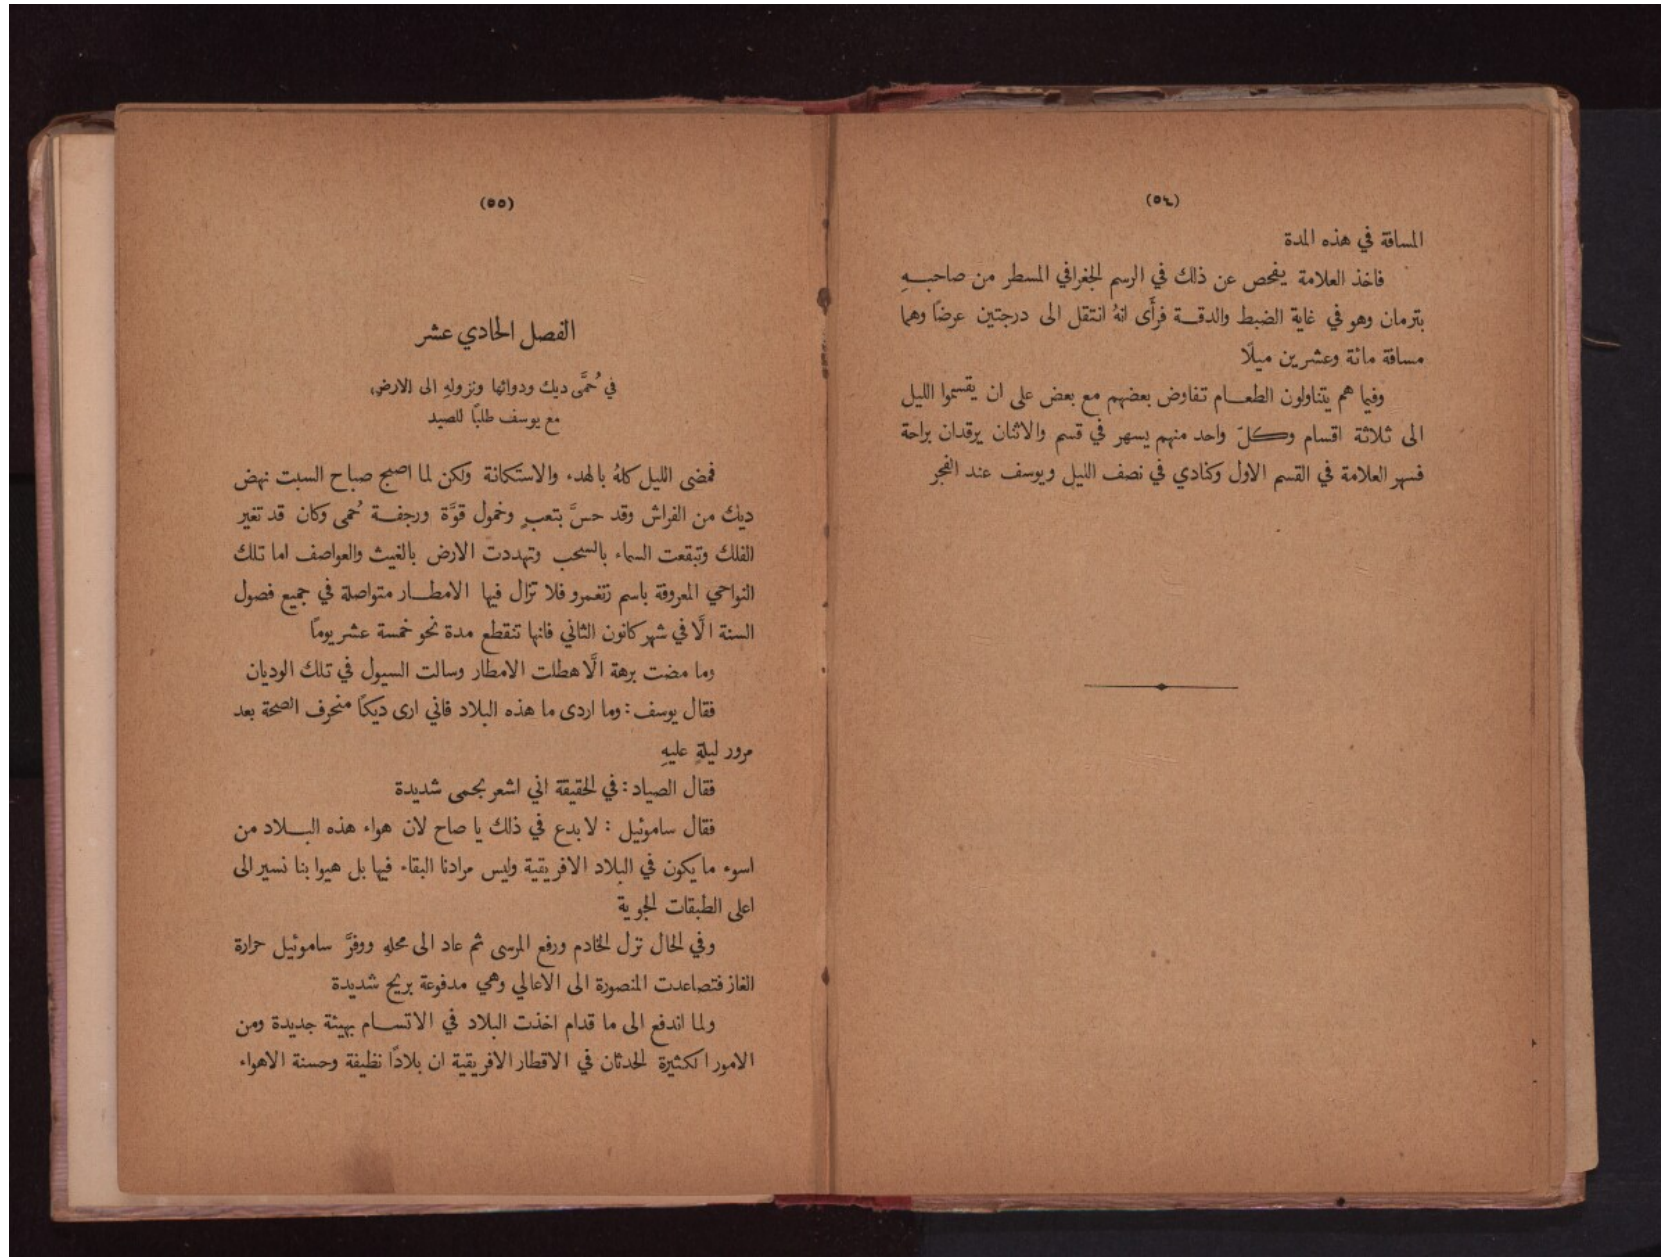 (٥٤)
المسافة في هذه المدة
فاخذ العلامة يفحص عن ذلك في الرسم الجغرافي المسطر من صاحبهِ
بترمان وهو في غاية الضبط والدقة فرأَى انهُ انتقل الى درجتين عرضًا وهما
مسافة مائة وعشرين ميلًا
وفيما هم يتناولون الطعام تفاوض بعضهم مع بعض على ان يقسموا الليل
الى ثلاثة اقسام وكلّ واحد منهم يسهر في قسم والاثنان يرقدان براحة
فسهر العلامة في القسم الاول وكنادي في نصف الليل ويوسف عند الفجر
(٥٥)
الفصل الحادي عشر
في حُمَّى ديك ودوائها ونزولهِ الى الارض
مع يوسف طلبًا للصيد
فمضى الليل كلهُ بالهدء والاستكانة ولكن لما اصبح صباح السبت نهض
ديك من الفراش وقد حسَّ بتعبٍ وخمول قوَّة ورجفة حُمى وكان قد تغير
الفلك وتبقعت السماء بالسحب وتهددت الارض بالغيث والعواصف اما تلك
النواحي المعروفة باسم زنغمرو فلا تزال فيها الامطار متواصلة في جميع فصول
السنة الَّا في شهر كانون الثاني فانها تنقطع مدة نحو خمسة عشر يومًا
وما مضت برهة الَّا هطلت الامطار وسالت السيول في تلك الوديان
فقال يوسف : وما اردى ما هذه البلاد فاني ارى ديكًا منحرف الصحة بعد
مرور ليلةٍ عليهِ
فقال الصياد : في الحقيقة اني اشعر بحمى شديدة
فقال ساموئيل : لا بدع في ذلك يا صاح لان هواء هذه البلاد من
اسوء ما يكون في البلاد الافريقية وليس مرادنا البقاء فيها بل هيوا بنا نسير الى
اعلى الطبقات الجوية
وفي الحال نزل الخادم ورفع المرسى ثم عاد الى محلهِ ووفرَّ ساموئيل حرارة
الغاز فتصاعدت المنصورة الى الاعالي وهي مدفوعة بريح شديدة
ولما اندفع الى ما قدام اخذت البلاد في الاتسام بهيئة جديدة ومن
الامور الكثيرة الحدثان في الاقطار الافريقية ان بلادًا نظيفة وحسنة الاهواء